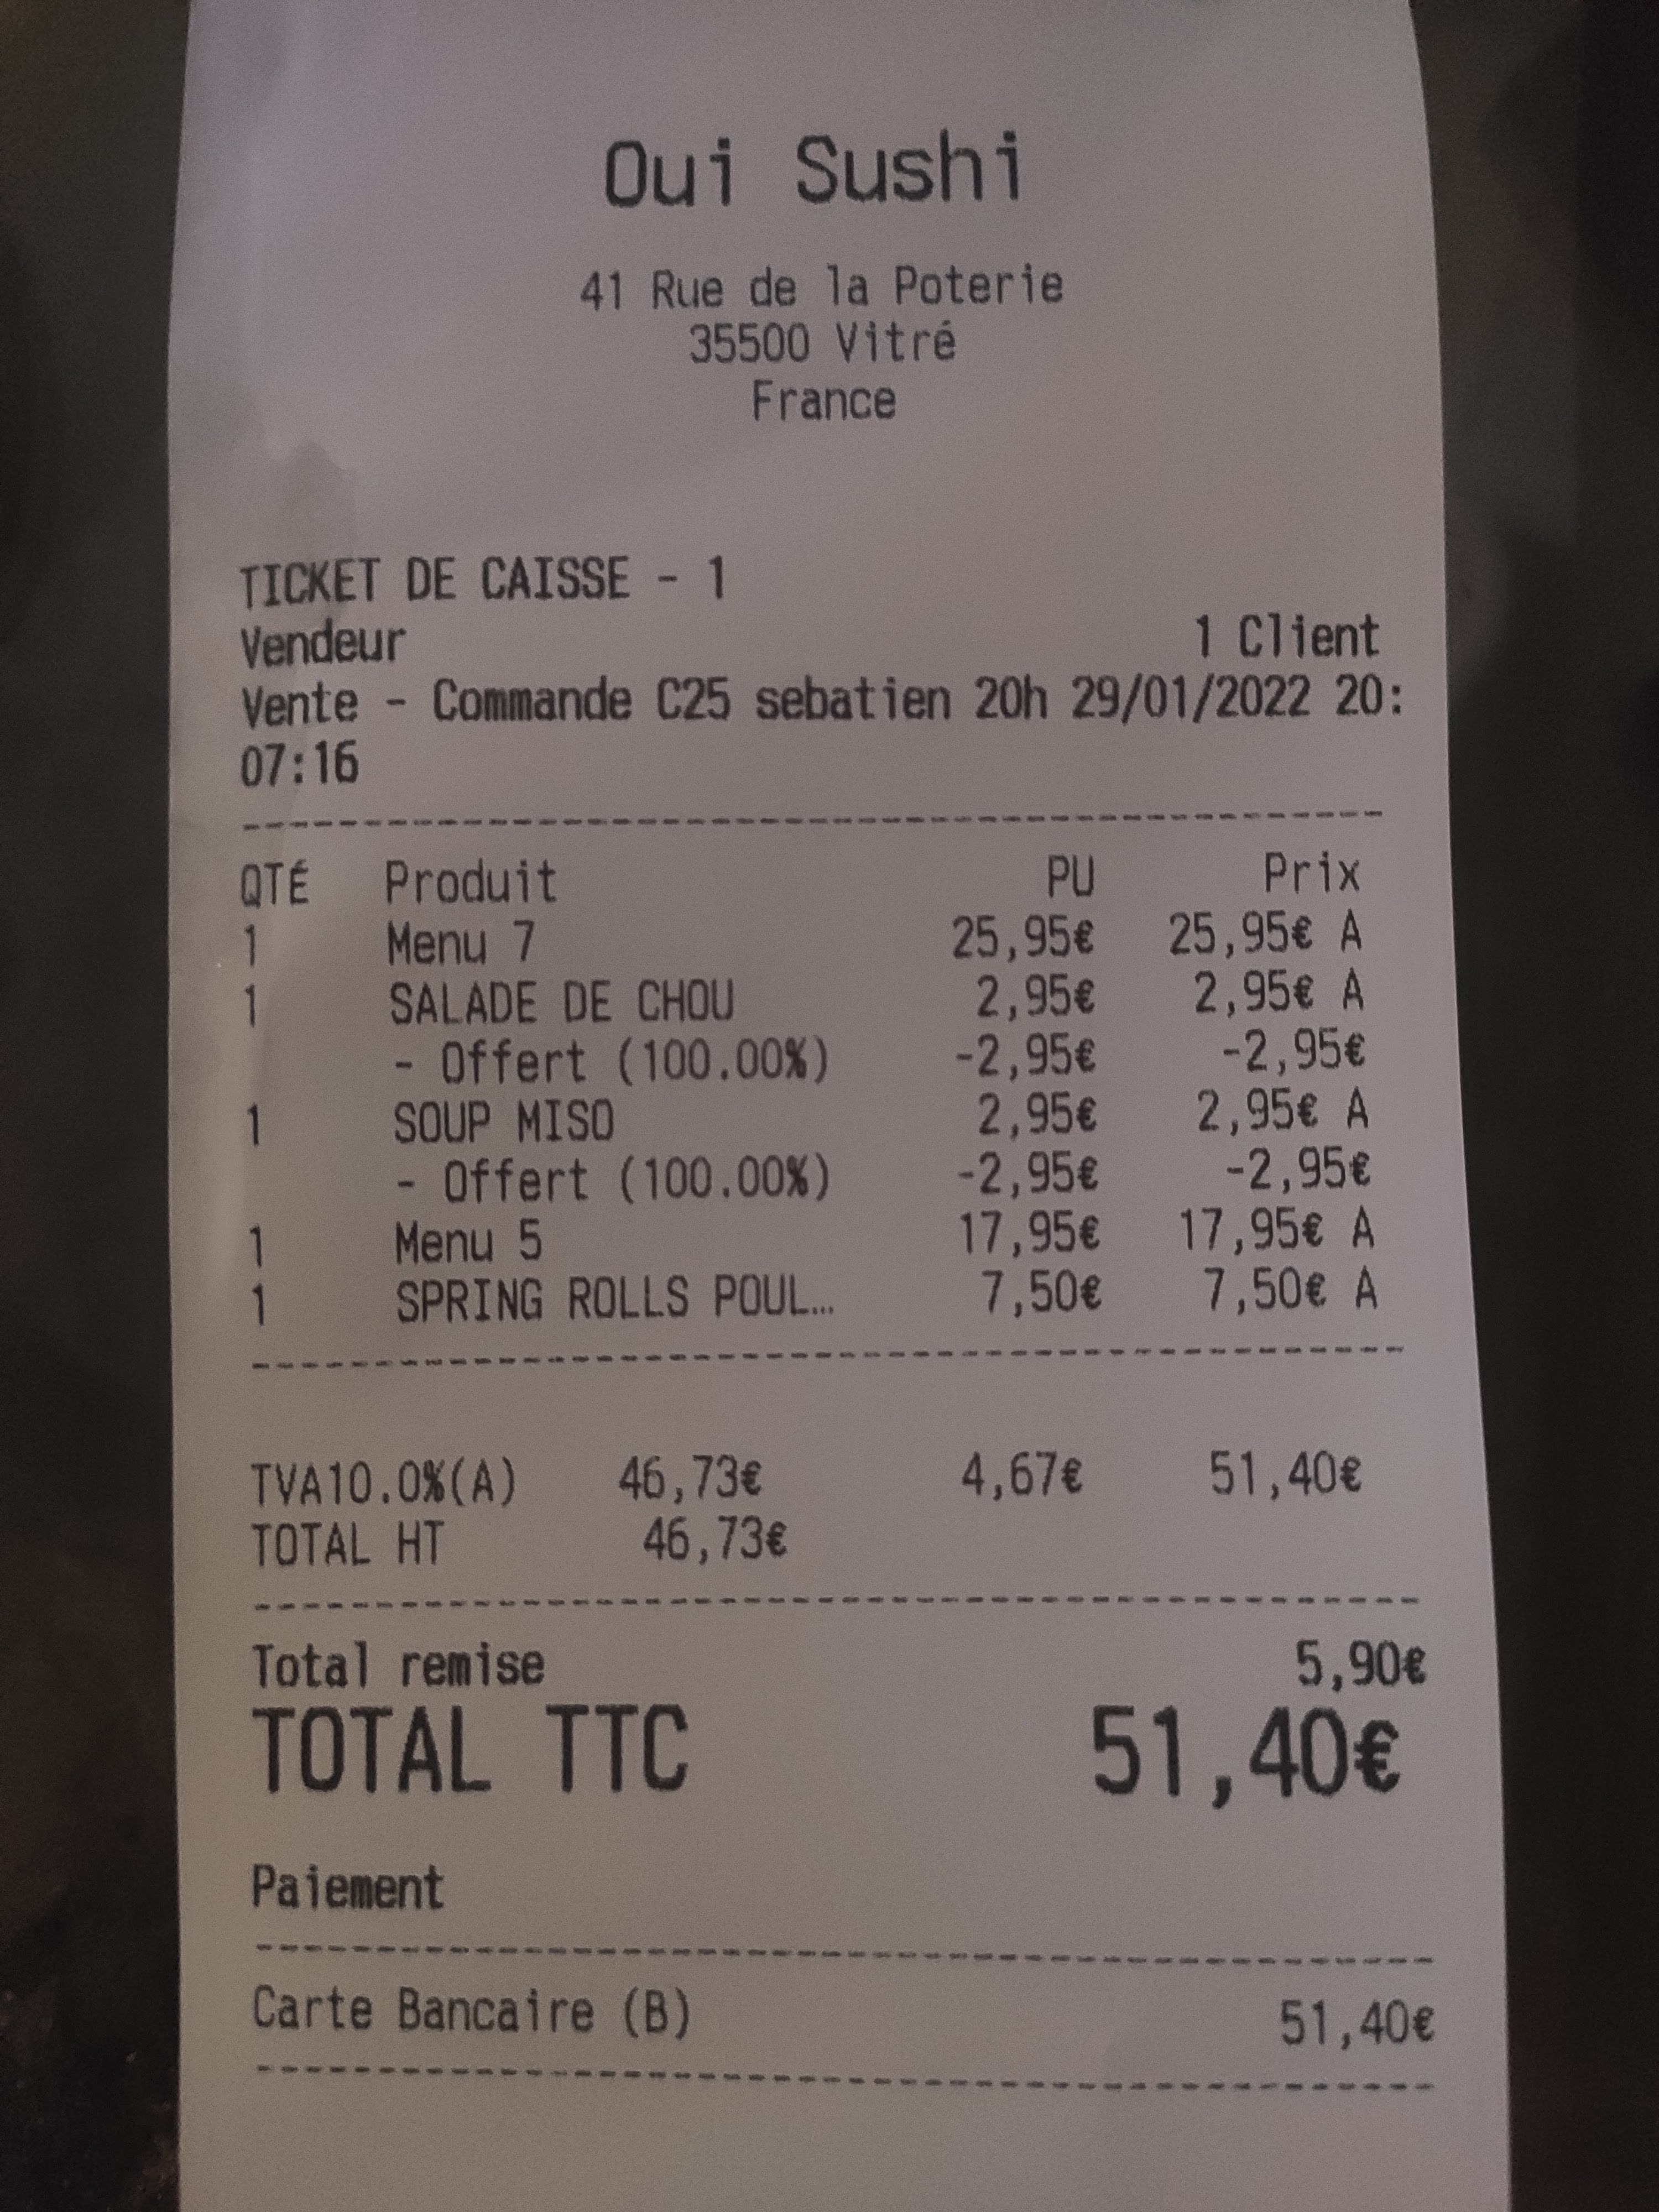 Oui Sushi
41 Rue de la Poterie
35500 Vitré
France
TICKET DE CAISSE - 1
Vendeur 1 Client
Vente - Commande C25 sebatien 20h 29/01/2022 20:
07:16
QTÉ Produit PU Prix
1 Menu 7 25,95€ 25,95€ A
1 SALADE DE CHOU 2,95€ 2,95€ A
- Offert (100.00%) -2,95€ -2,95€
1 SOUP MISO 2,95€ 2,95€ A
- Offert (100.00%) -2,95€ -2,95€
1 Menu 5 17,95€ 17,95€ A
1 SPRING ROLLS POUL… 7,50€ 7,50€ A
TVA10.0%(A) 46,73€ 4,67€ 51,40€
TOTAL HT 46,73€
Total remise 5,90€
TOTAL TTC 51,40€
Paiement
Carte Bancaire (B) 51,40€